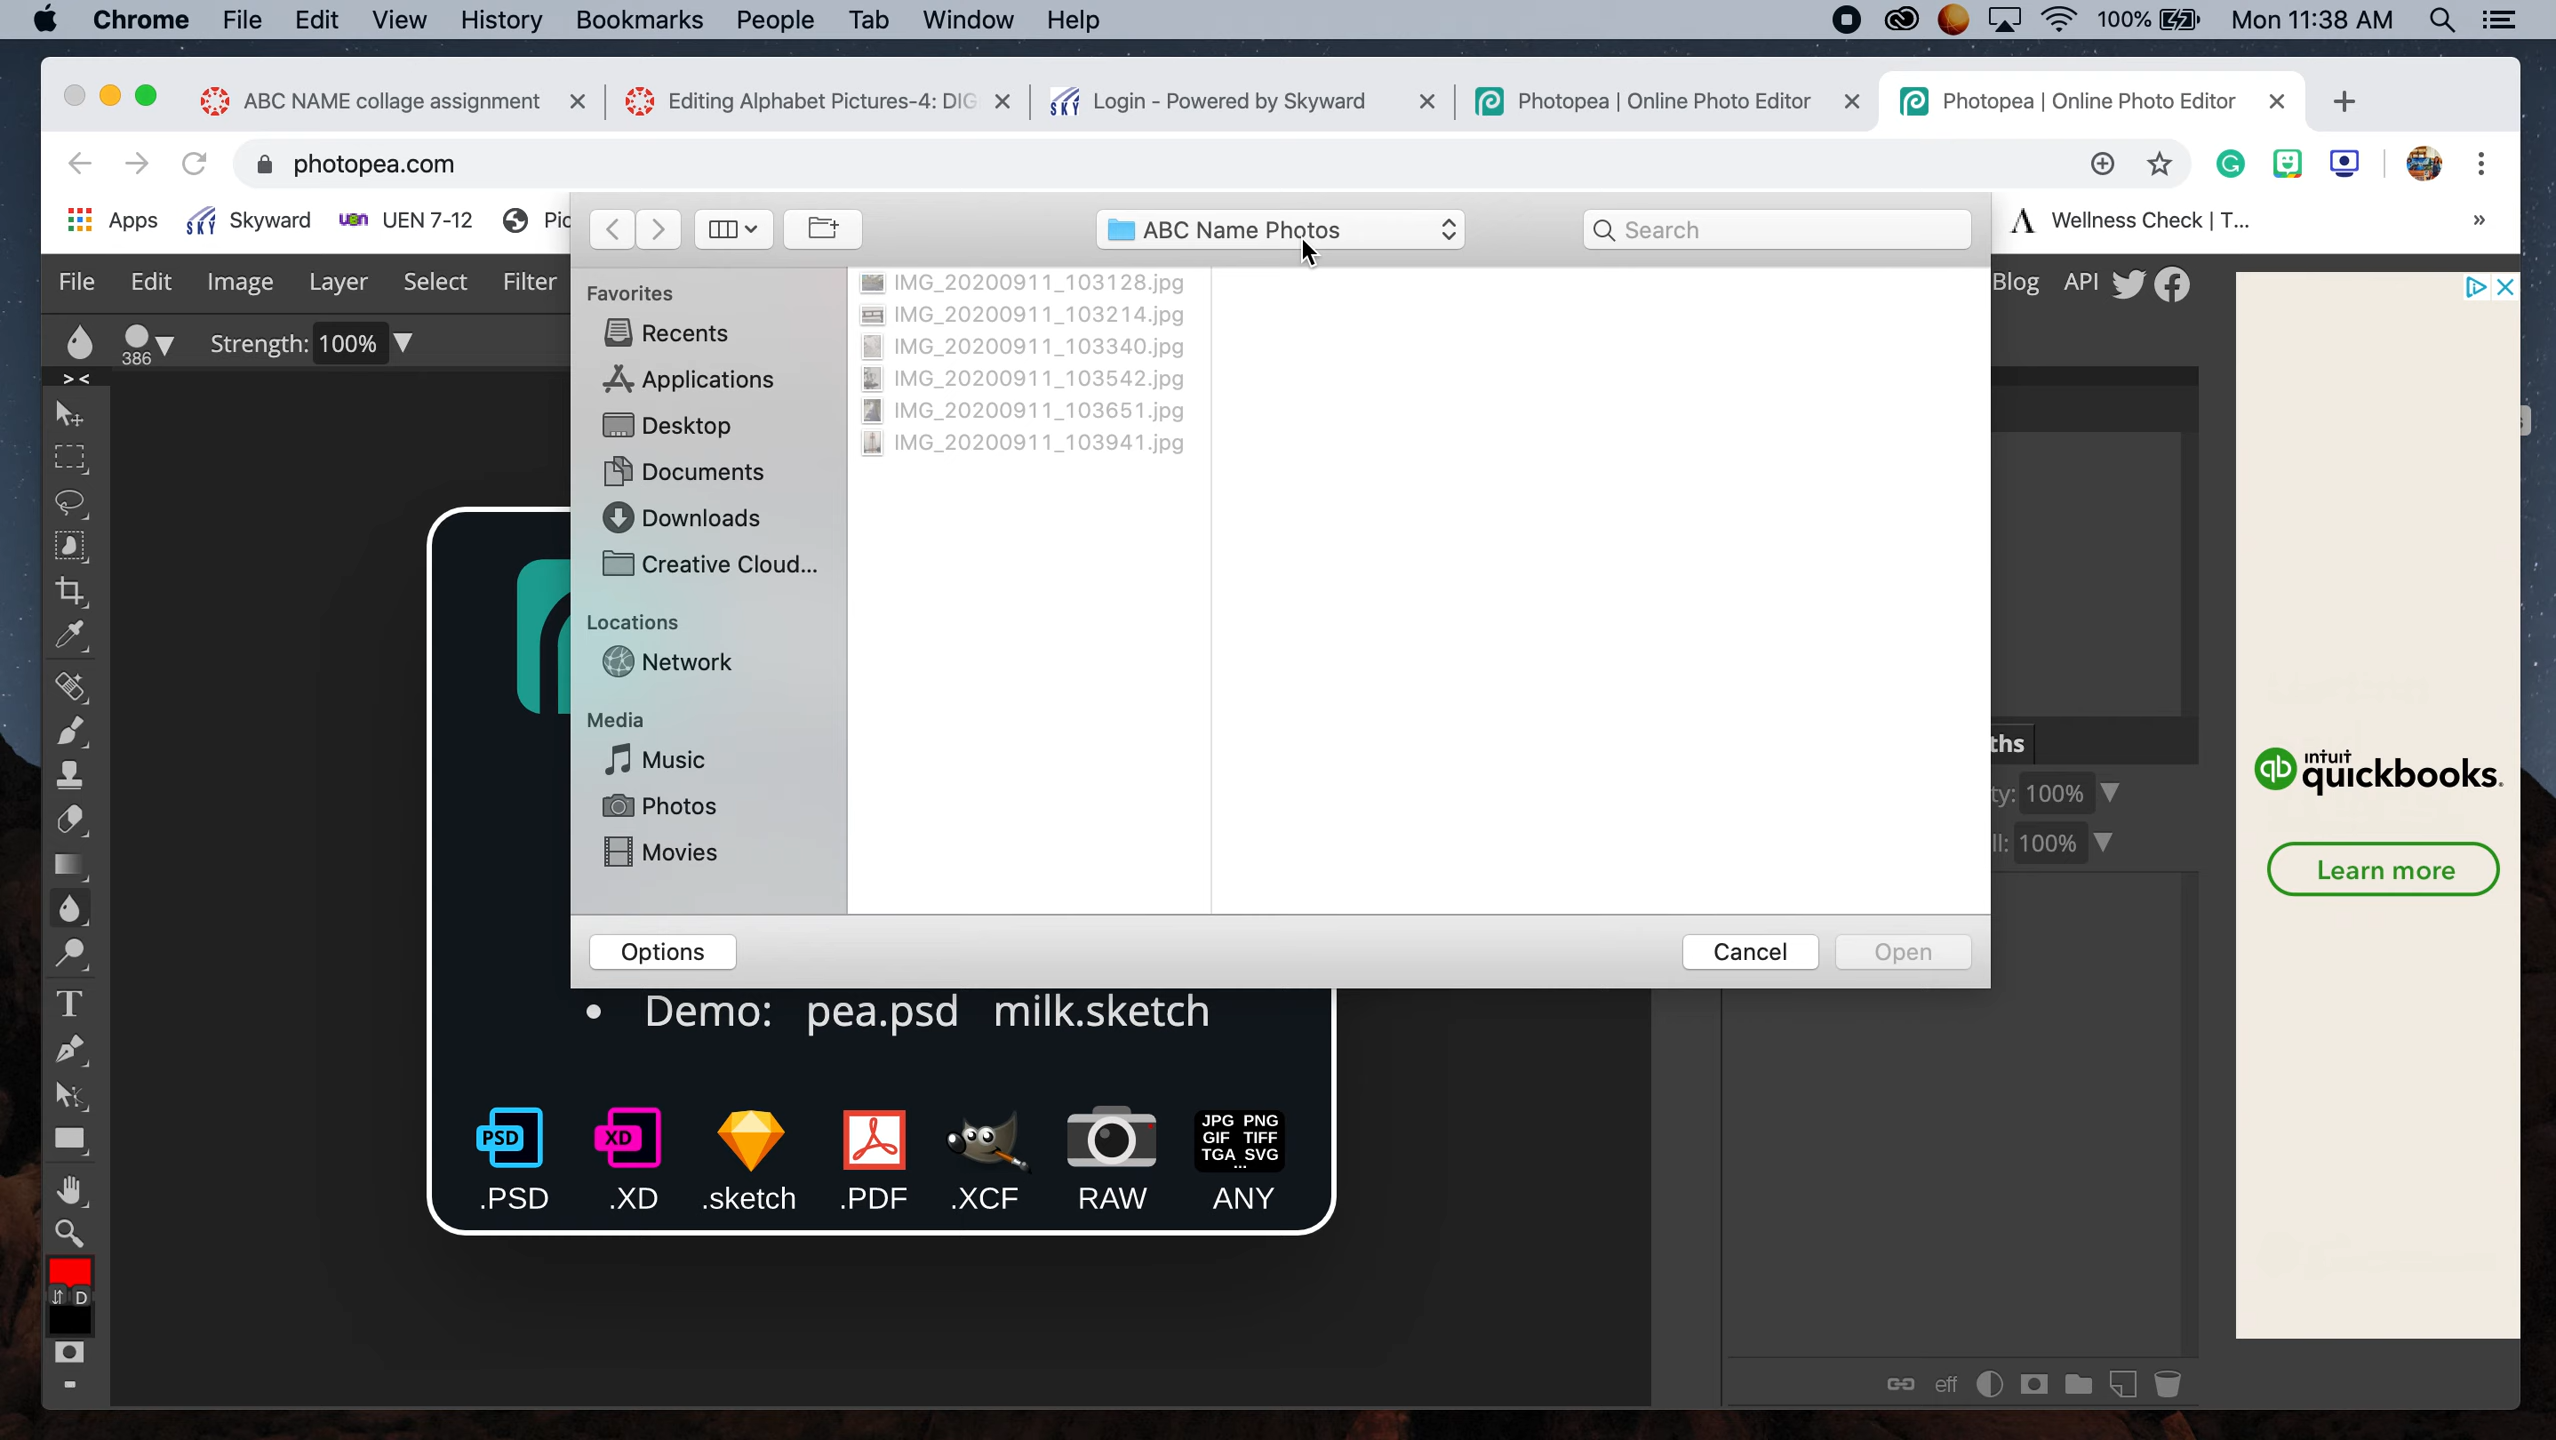 Chrome File Edit View History Bookmarks People Tab Window Help 100% Mon 11:38 AM
ABC NAME collage assignment Editing Alphabet Pictures-4: DIG Login - Powered by Skyward Photopea | Online Photo Editor Photopea | Online Photo Editor
photopea.com
Apps Skyward UEN 7-12 Pic Wellness Check | T... »
ABC Name Photos Search
File Edit Image Layer Select Filter Blog API
386 Strength: 100%
Favorites
Recents
Applications
Desktop
Documents
Downloads
Creative Cloud...
Locations
Network
Media
Music
Photos
Movies
IMG_20200911_103128.jpg
IMG_20200911_103214.jpg
IMG_20200911_103340.jpg
IMG_20200911_103542.jpg
IMG_20200911_103651.jpg
IMG_20200911_103941.jpg
Options Cancel Open
ths
ty: 100%
ll: 100%
Demo: pea.psd milk.sketch
PSD XD JPG PNG
GIF TIFF
TGA SVG
...
.PSD .XD .sketch .PDF .XCF RAW ANY
T
D
eff
qb intuit quickbooks.
Learn more